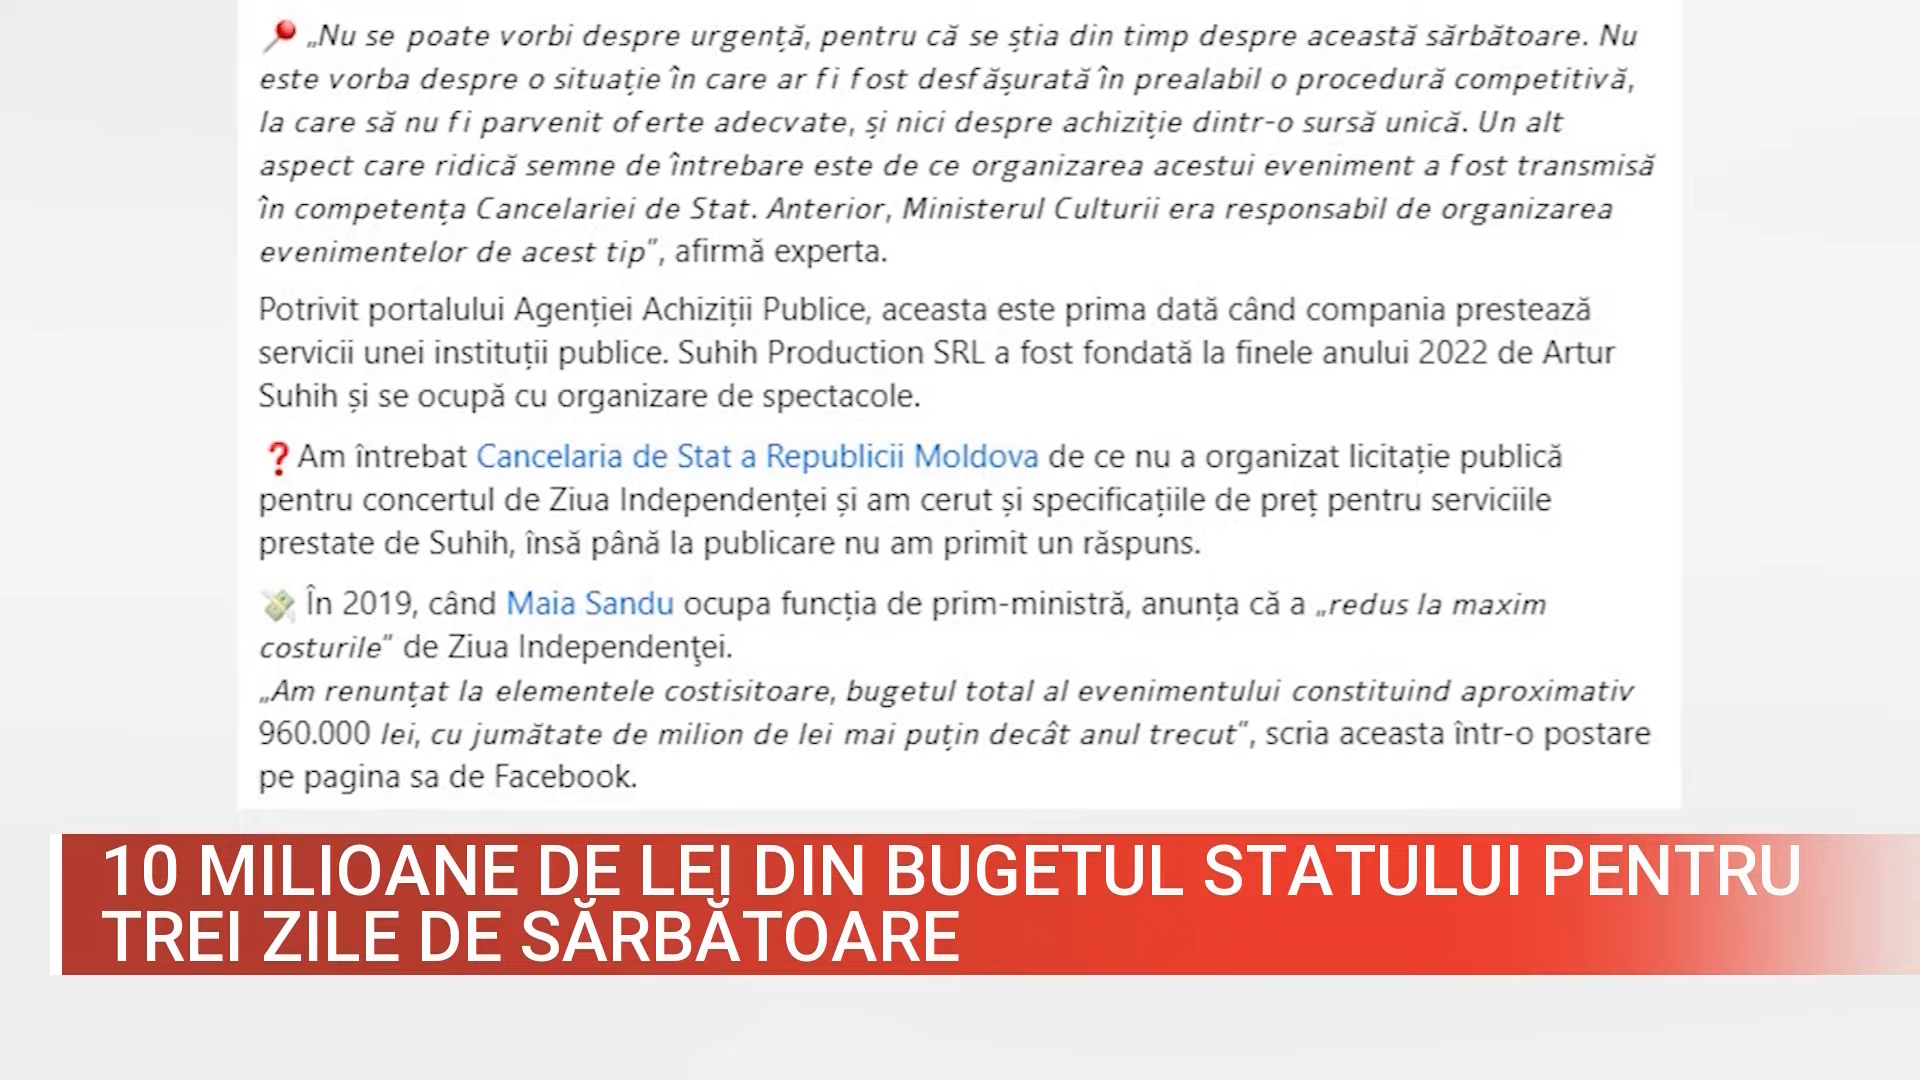 „Nu se poate vorbi despre urgență, pentru că se știa din timp despre această sărbătoare. Nu
este vorba despre o situație în care ar fi fost desfășurată în prealabil o procedură competitivă,
la care să nu fi parvenit oferte adecvate, și nici despre achiziție dintr-o sursă unică. Un alt
aspect care ridică semne de întrebare este de ce organizarea acestui eveniment a fost transmisă
în competența Cancelariei de Stat. Anterior, Ministerul Culturii era responsabil de organizarea
evenimentelor de acest tip”, afirmă experta.
Potrivit portalului Agenției Achiziții Publice, aceasta este prima dată când compania prestează
servicii unei instituții publice. Suhih Production SRL a fost fondată la finele anului 2022 de Artur
Suhih și se ocupă cu organizare de spectacole.
❓Am întrebat Cancelaria de Stat a Republicii Moldova de ce nu a organizat licitație publică
pentru concertul de Ziua Independenței și am cerut și specificațiile de preț pentru serviciile
prestate de Suhih, însă până la publicare nu am primit un răspuns.
În 2019, când Maia Sandu ocupa funcția de prim-ministră, anunța că a „redus la maxim
costurile” de Ziua Independenţei.
„Am renunțat la elementele costisitoare, bugetul total al evenimentului constituind aproximativ
960.000 lei, cu jumătate de milion de lei mai puțin decât anul trecut”, scria aceasta într-o postare
pe pagina sa de Facebook.
10 MILIOANE DE LEI DIN BUGETUL STATULUI PENTRU
TREI ZILE DE SĂRBĂTOARE